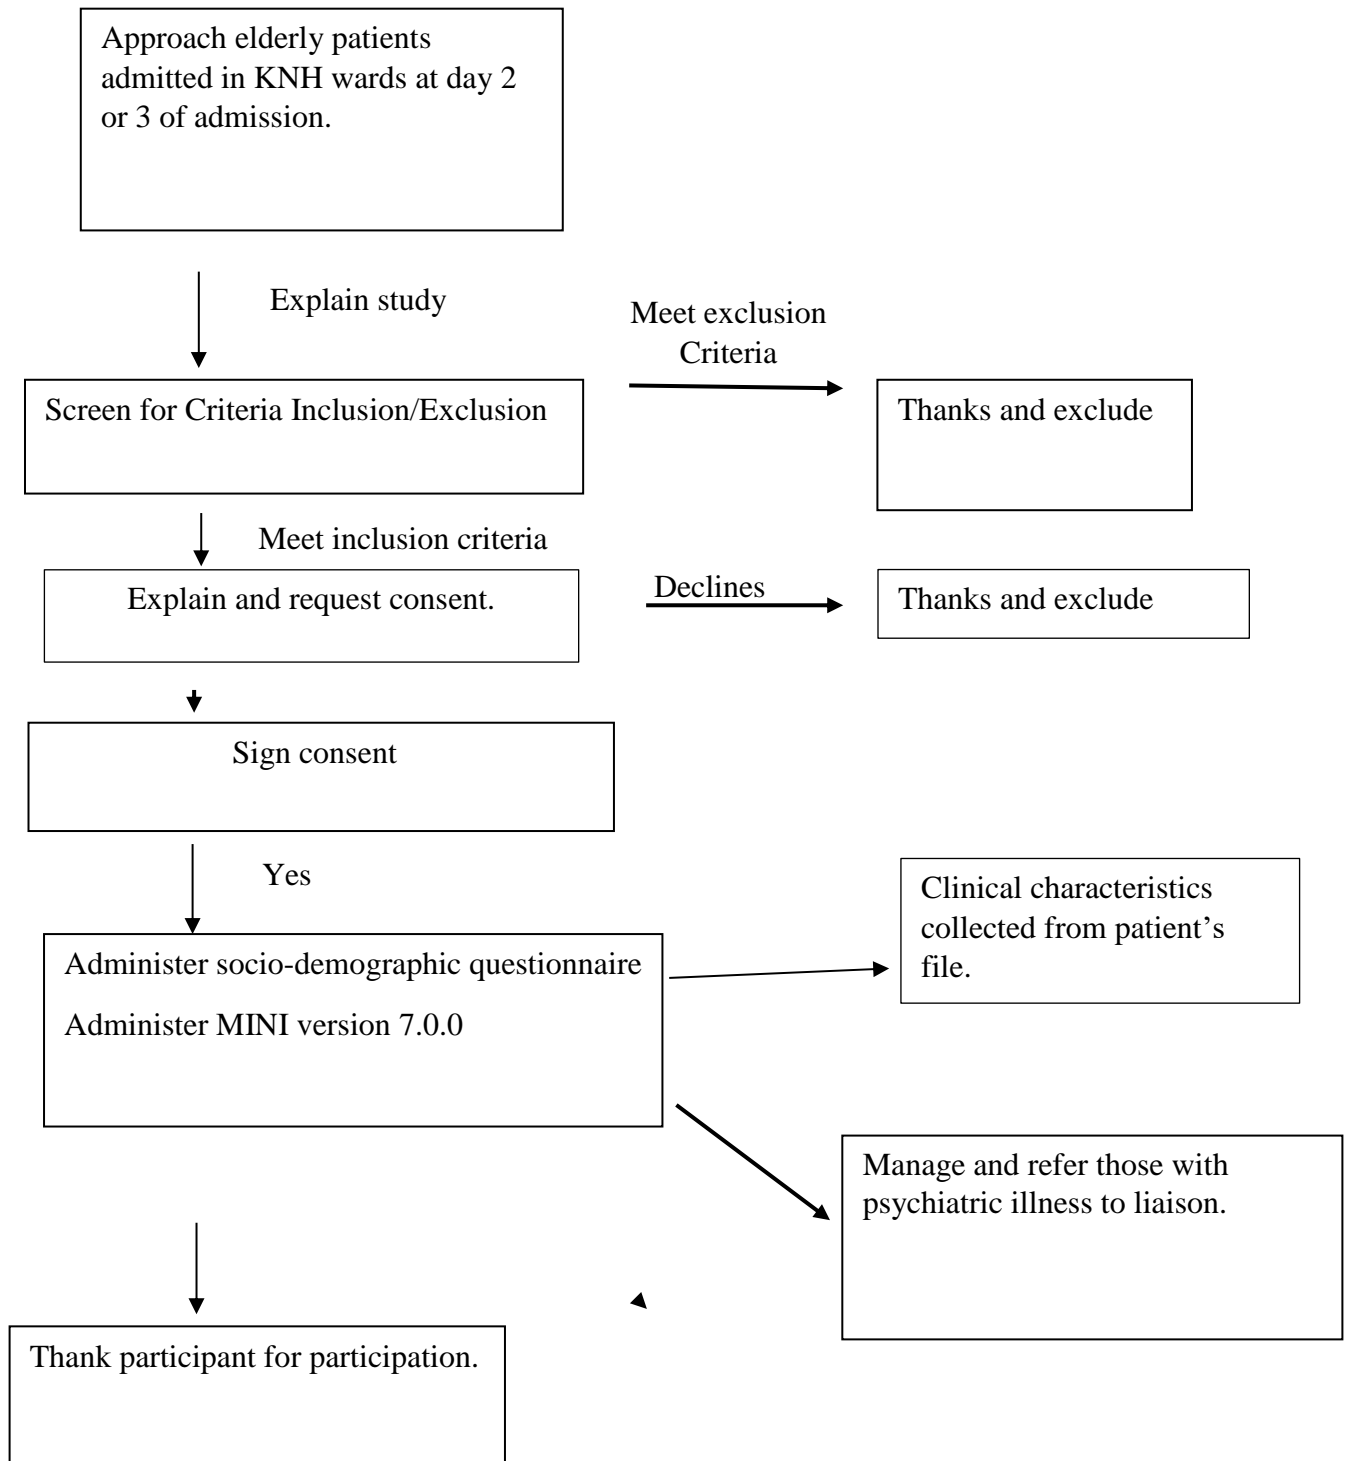 Approach elderly patients
admitted in KNH wards at day 2
or 3 of admission.
Explain study
Meet exclusion
Criteria
Screen for Criteria Inclusion/Exclusion
Thanks and exclude
Meet inclusion criteria
Explain and request consent.
Declines
Thanks and exclude
Sign consent
Yes
Clinical characteristics
collected from patient’s
file.
Administer socio-demographic questionnaire
Administer MINI version 7.0.0
Manage and refer those with
psychiatric illness to liaison.
Thank participant for participation.